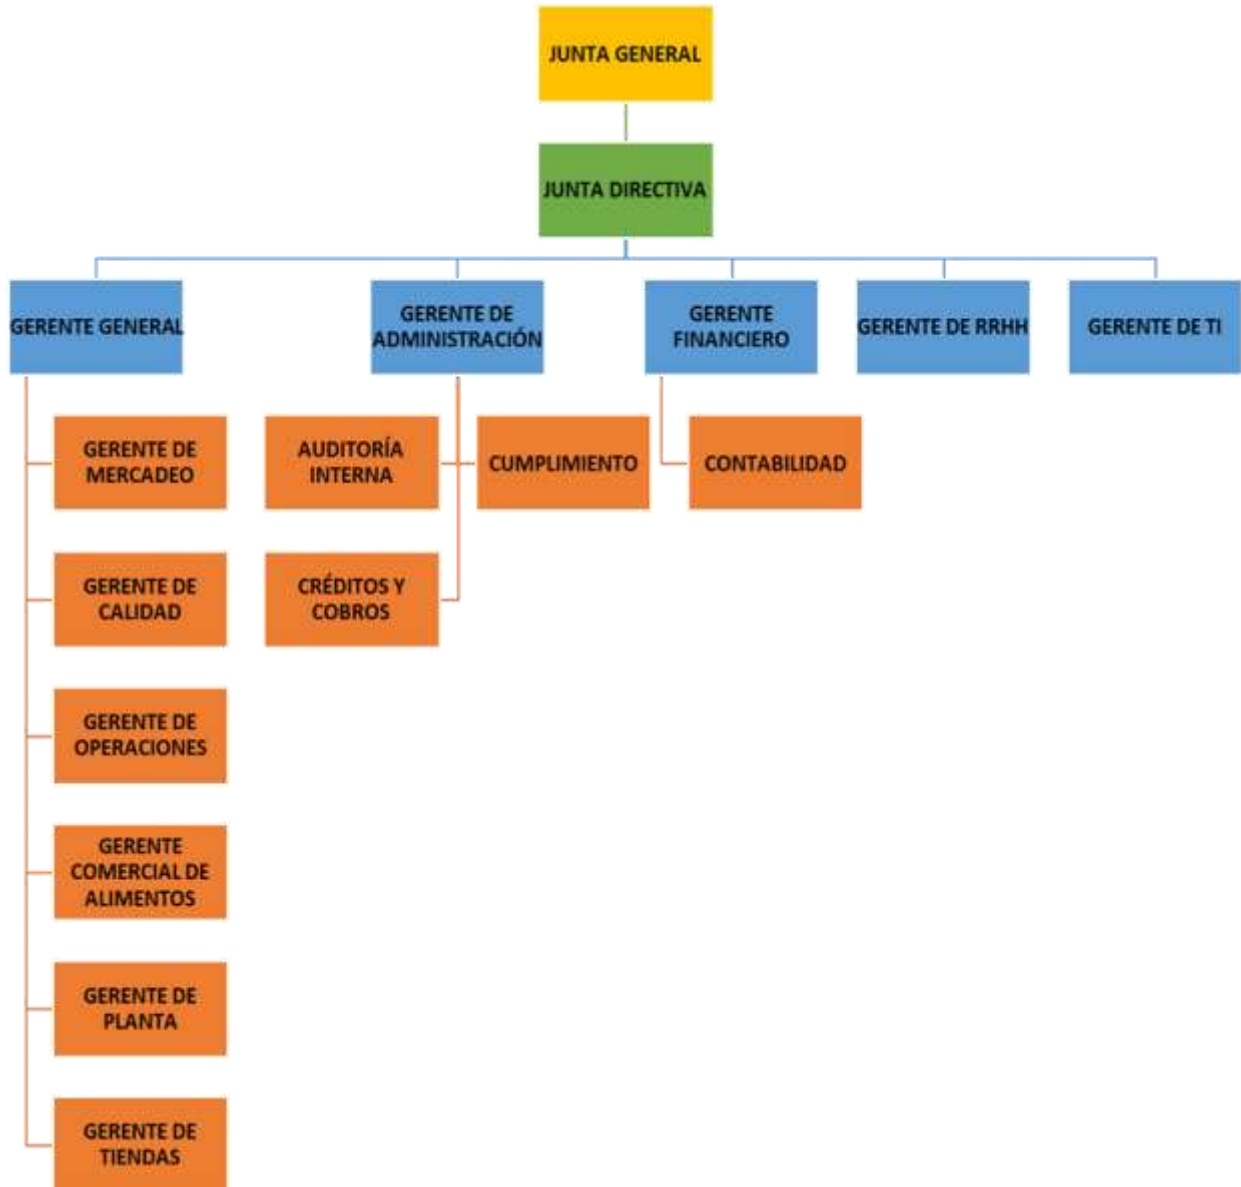 JUNTA GENERAL
JUNTA DIRECTIVA
GERENTE GENERAL
GERENTE DE
ADMINISTRACIÓN
GERENTE
FINANCIERO
GERENTE DE RRHH
GERENTE DE TI
GERENTE DE
MERCADEO
AUDITORÍA
INTERNA
CUMPLIMIENTO
CONTABILIDAD
GERENTE DE
CALIDAD
CRÉDITOS Y
COBROS
GERENTE DE
OPERACIONES
GERENTE
COMERCIAL DE
ALIMENTOS
GERENTE DE
PLANTA
GERENTE DE
TIENDAS